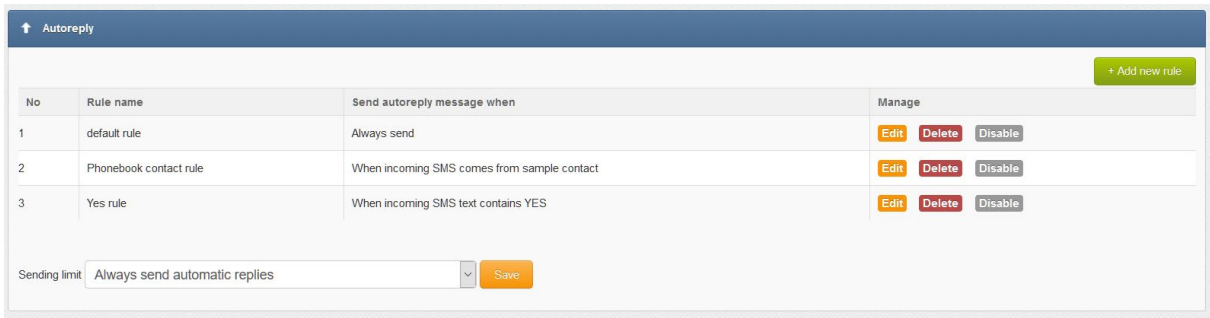 Autoreply
+ Add new rule
No Rule name Send autoreply message when Manage
1 default rule Always send Edit Delete Disable
2 Phonebook contact rule When incoming SMS comes from sample contact Edit Delete Disable
3 Yes rule When incoming SMS text contains YES Edit Delete Disable
Sending limit Always send automatic replies Save